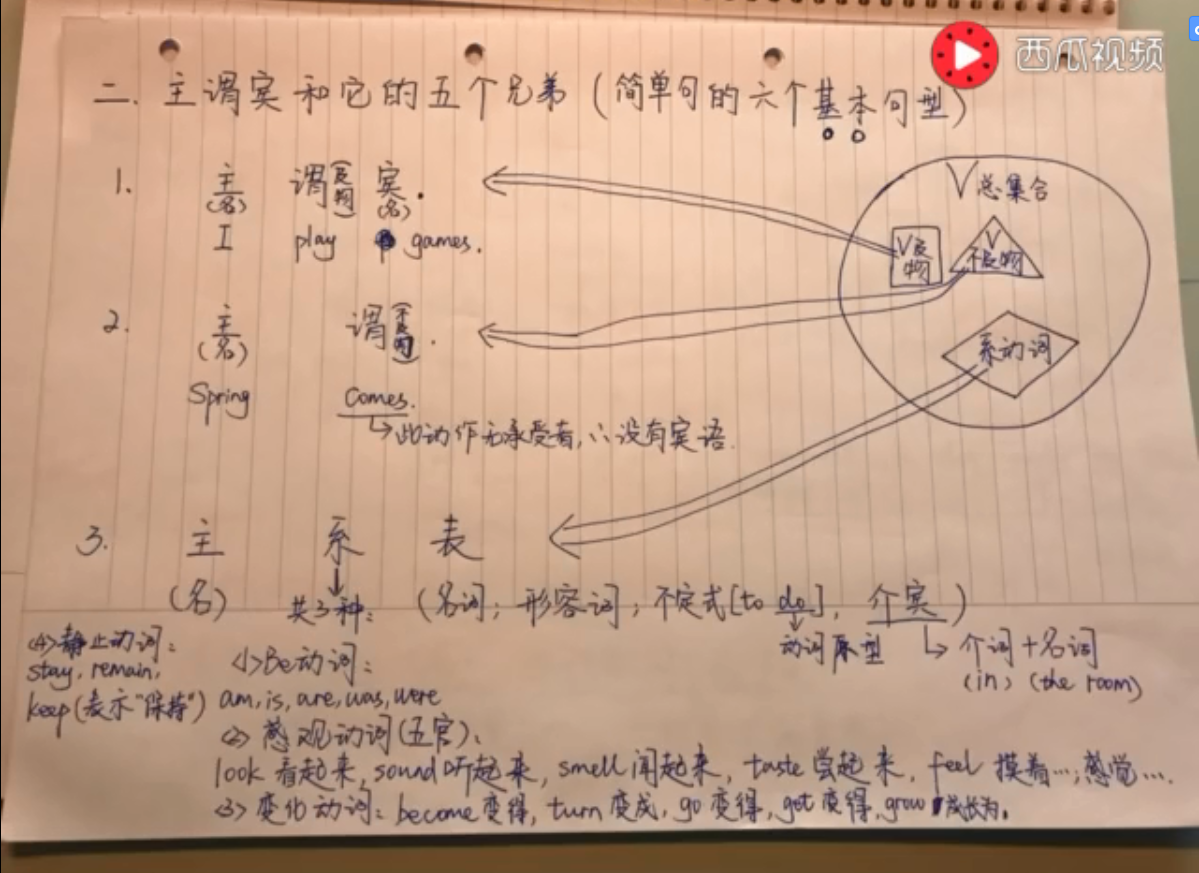 西瓜视频
二. 主谓宾和它的五个兄弟(简单句的六个基本句型)
1. 主 谓(及物) 宾.
(名) (名)
I play games.
V总集合
V及物
V不及物
系动词
2. 主 谓(不及物).
(名)
Spring comes.
↳此动作无承受者,∴没有宾语.
3. 主 系 表
(名) 共3种: (名词; 形容词; 不定式[to do], 介宾)
动词原型
↳ 介词+名词
(in) (the room)
<4>静止动词:
stay, remain,
keep(表示"保持")
<1>Be动词:
am, is, are, was, were
<2>感观动词(五官):
look 看起来, sound 听起来, smell 闻起来, taste 尝起来, feel 摸着…; 感觉….
<3>变化动词: become 变得, turn 变成, go 变得, get 变得, grow 成长为.